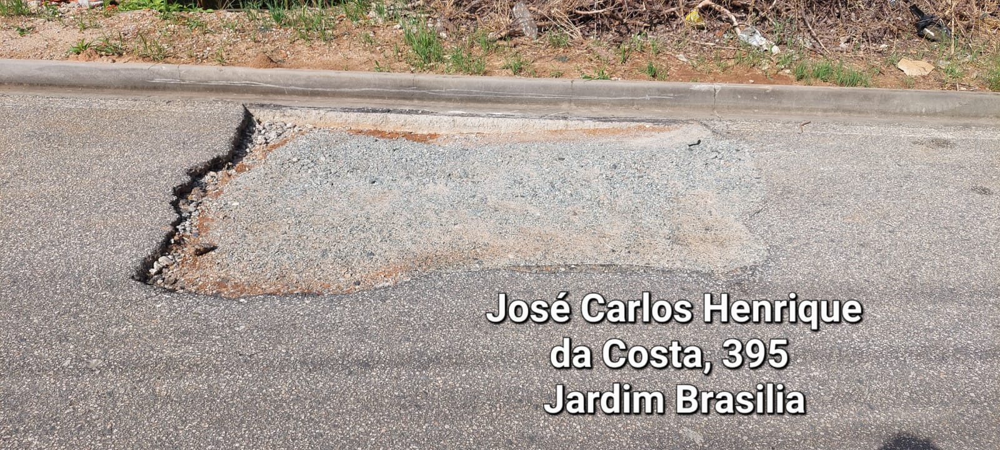 José Carlos Henrique
da Costa, 395
Jardim Brasilia